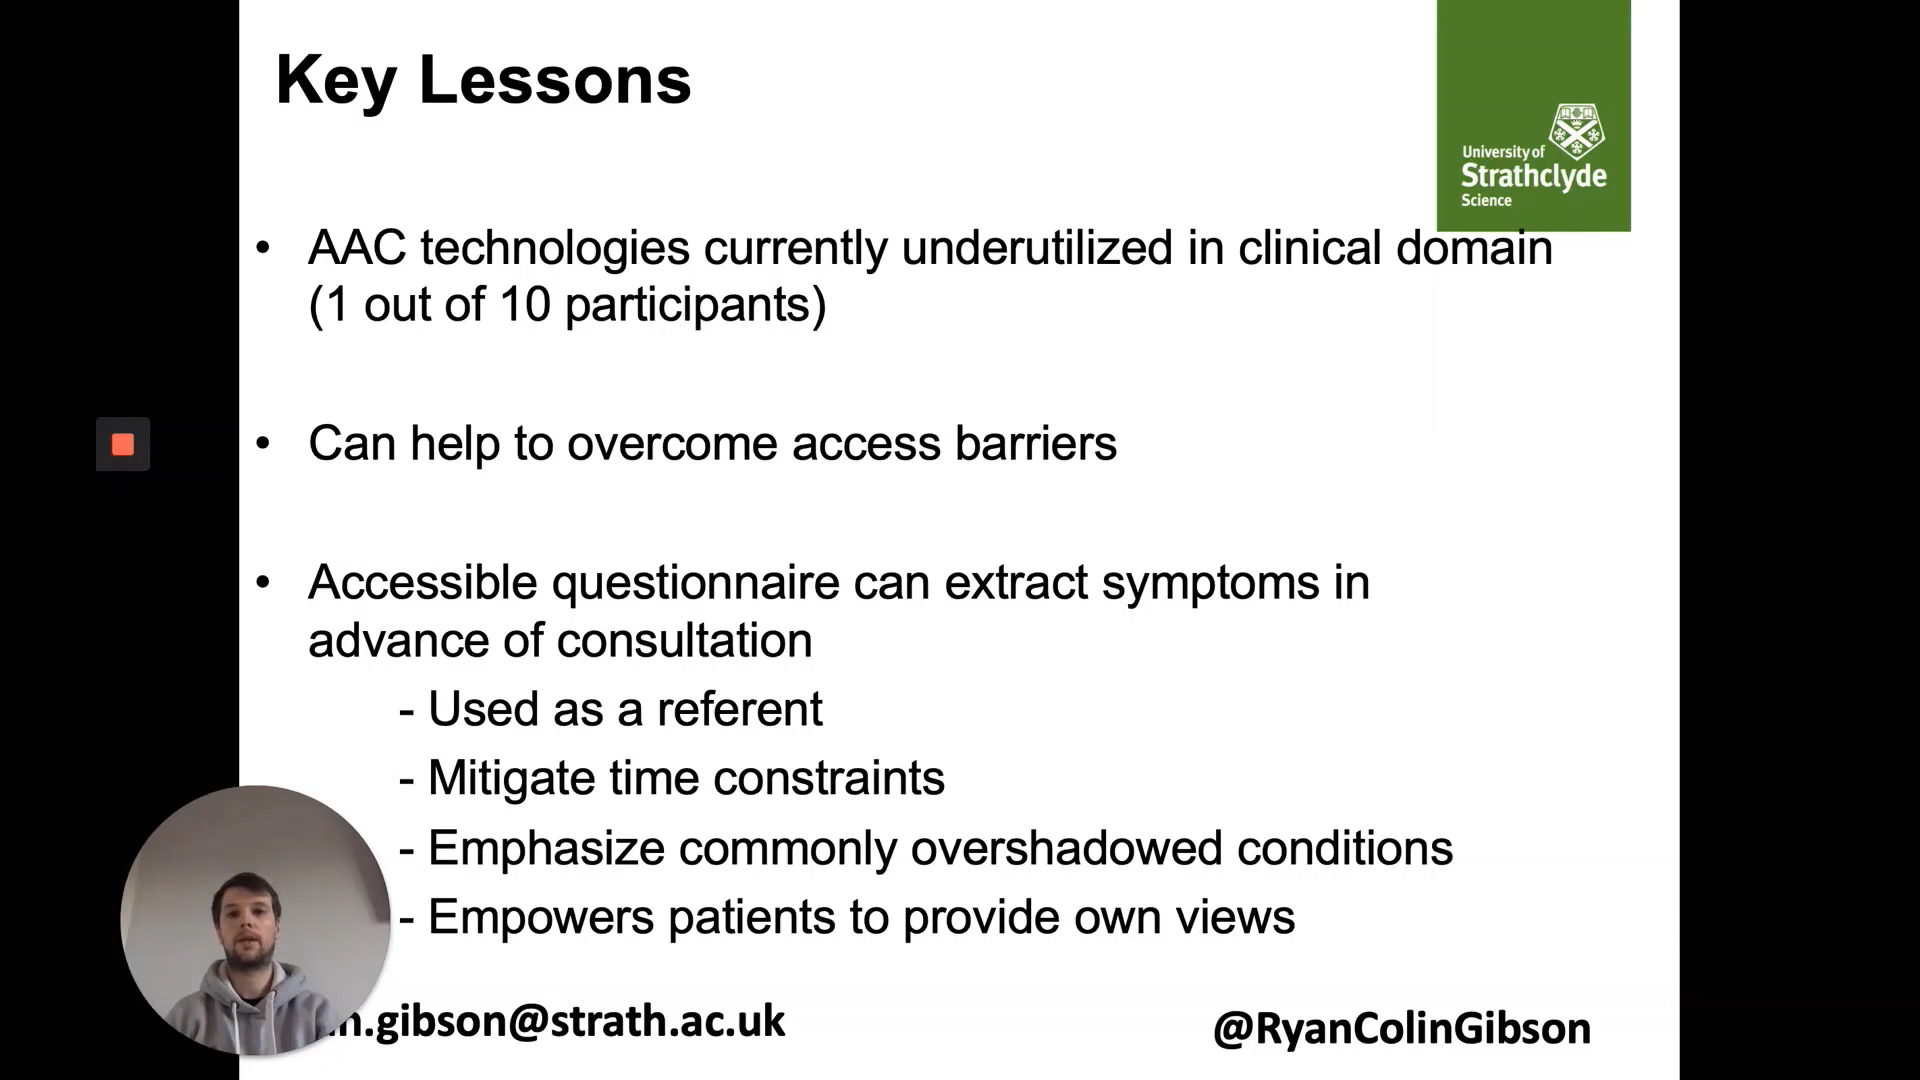 Key Lessons
University of
Strathclyde
Science
• AAC technologies currently underutilized in clinical domain
(1 out of 10 participants)
• Can help to overcome access barriers
• Accessible questionnaire can extract symptoms in
advance of consultation
- Used as a referent
- Mitigate time constraints
- Emphasize commonly overshadowed conditions
- Empowers patients to provide own views
n.gibson@strath.ac.uk
@RyanColinGibson